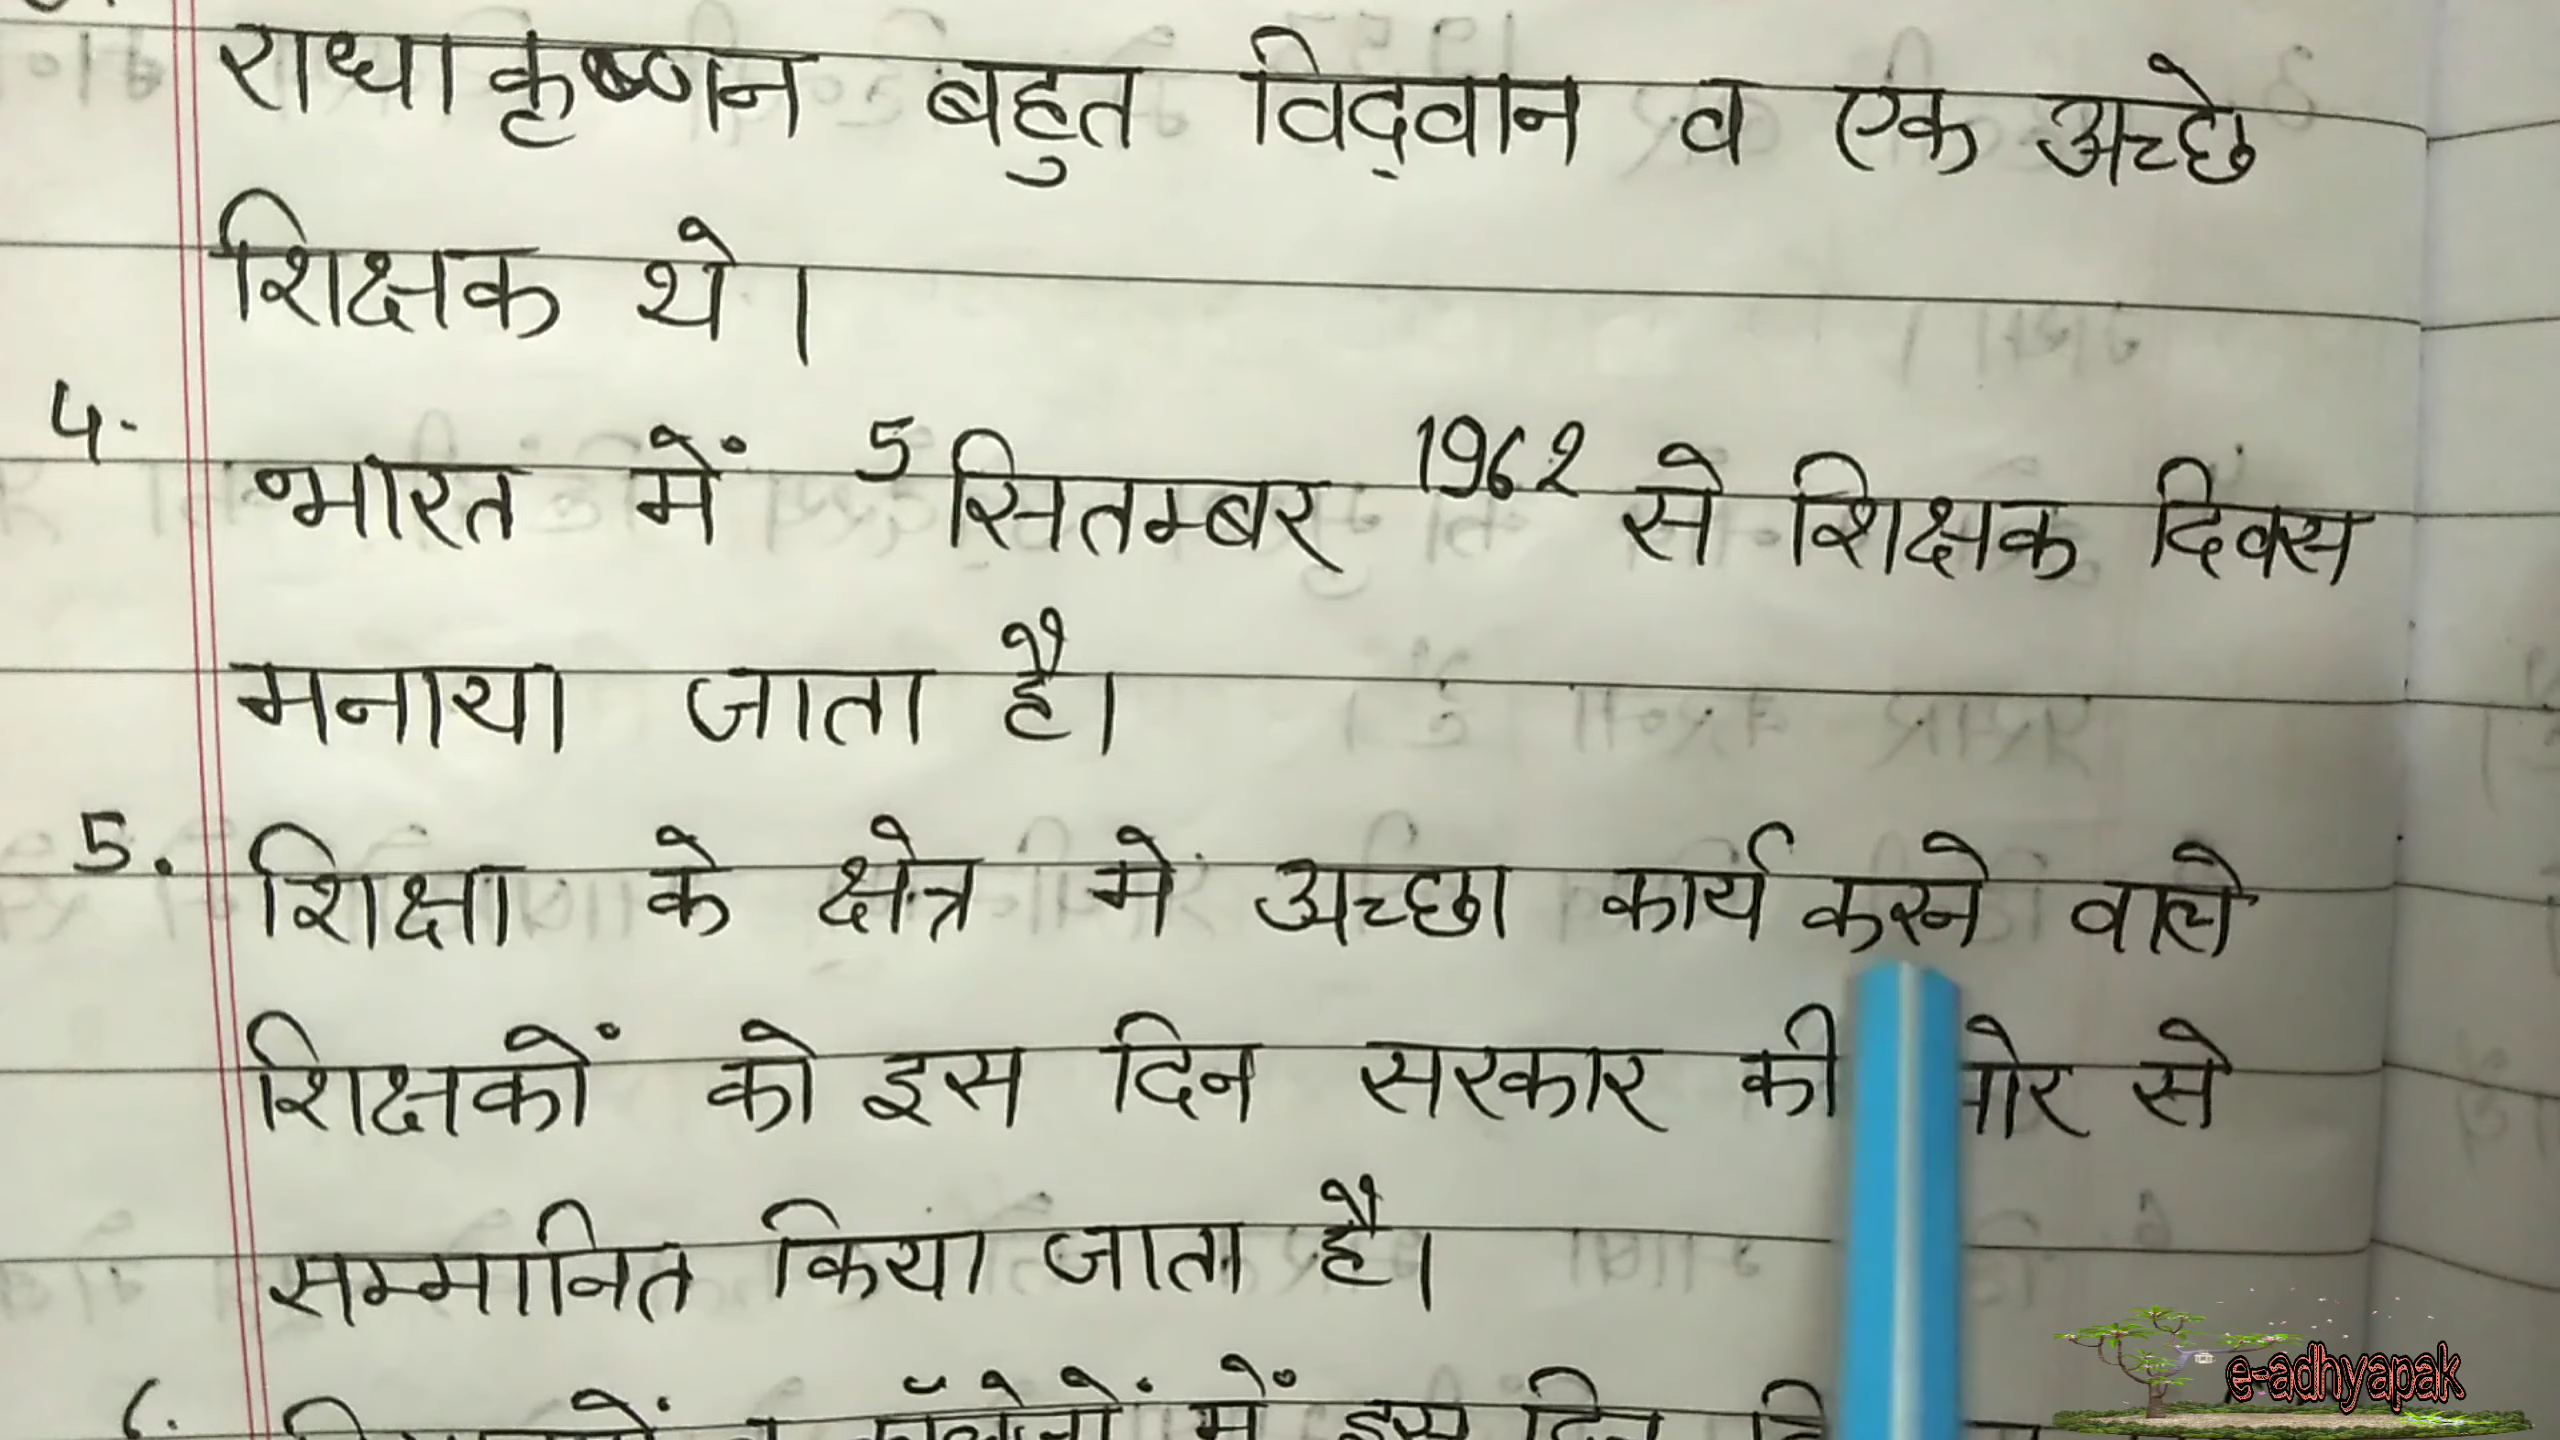 राधाकृष्णन बहुत विद्वान व एक अच्छे
शिक्षक थे।
4. भारत में 5 सितम्बर 1962 से शिक्षक दिवस
मनाया जाता है।
5. शिक्षा के क्षेत्र मे अच्छा कार्य करने वाले
शिक्षकों को इस दिन सरकार की ओर से
सम्मानित किया जाता है।
6. व कॉलेजों में इस दिन
e-adhyapak